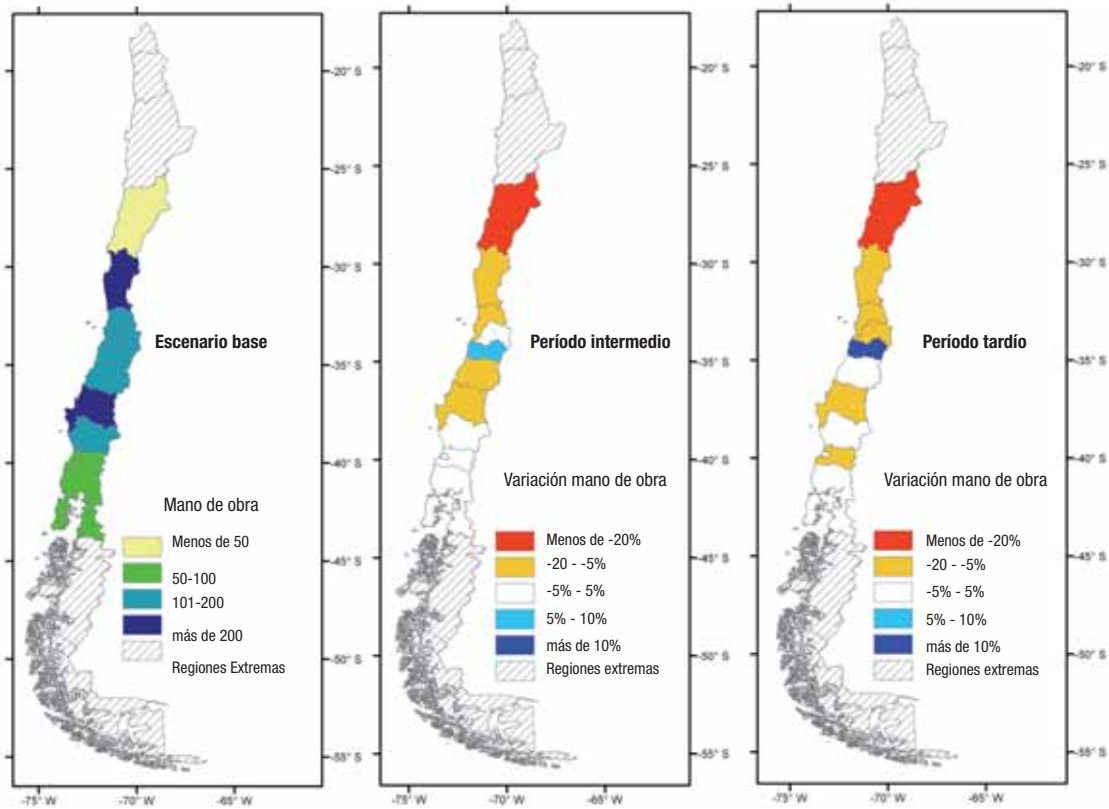 Escenario base
Mano de obra
Menos de 50
50-100
101-200
más de 200
Regiones Extremas
-20° S
-25° S
-30° S
-35° S
-40° S
-45° S
-50° S
-55° S
-75° W
-70° W
-65° W
Período intermedio
Variación mano de obra
Menos de -20%
-20 - -5%
-5% - 5%
5% - 10%
más de 10%
Regiones extremas
-20° S
-25° S
-30° S
-35° S
-40° S
-45° S
-50° S
-55° S
-75° W
-70° W
-65° W
Período tardío
Variación mano de obra
Menos de -20%
-20 - -5%
-5% - 5%
5% - 10%
más de 10%
Regiones extremas
-20° S
-25° S
-30° S
-35° S
-40° S
-45° S
-50° S
-55° S
-75° W
-70° W
-65° W